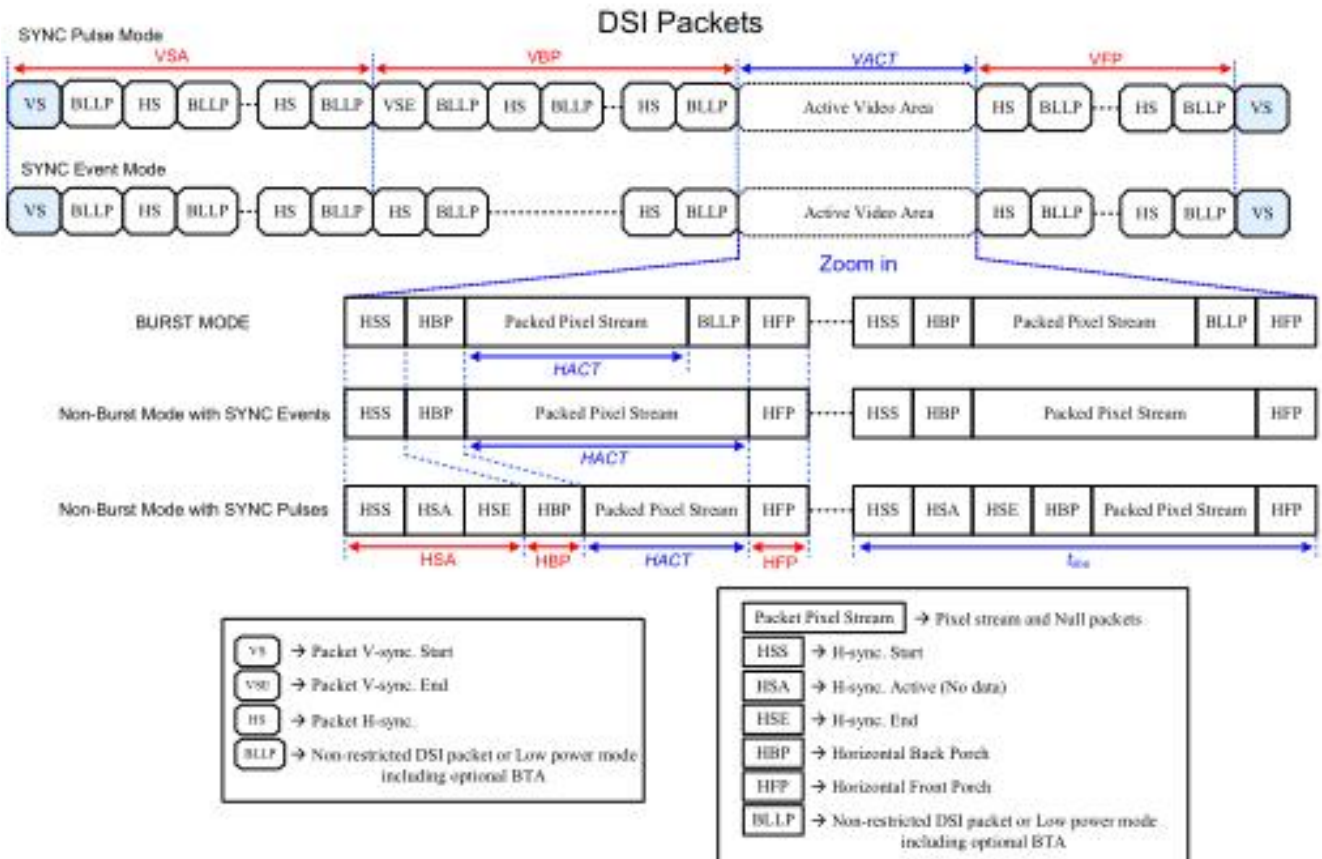 DSI Packets
SYNC Pulse Mode
VSA VBP VACT VFP
VS BLLP HS BLLP HS BLLP VSE BLLP HS BLLP HS BLLP Active Video Area HS BLLP HS BLLP VS
SYNC Event Mode
VS BLLP HS BLLP HS BLLP HS BLLP HS BLLP Active Video Area HS BLLP HS BLLP VS
Zoom in
BURST MODE HSS HBP Packed Pixel Stream BLLP HFP HSS HBP Packed Pixel Stream BLLP HFP
HACT
Non-Burst Mode with SYNC Events HSS HBP Packed Pixel Stream HFP HSS HBP Packed Pixel Stream HFP
HACT
Non-Burst Mode with SYNC Pulses HSS HSA HSE HBP Packed Pixel Stream HFP HSS HSA HSE HBP Packed Pixel Stream HFP
HSA HBP HACT HFP
VS → Packet V-sync. Start
VSE → Packet V-sync. End
HS → Packet H-sync.
BLLP → Non-restricted DSI packet or Low power mode
including optional BTA
Packet Pixel Stream → Pixel stream and Null packets
HSS → H-sync. Start
HSA → H-sync. Active (No data)
HSE → H-sync. End
HBP → Horizontal Back Porch
HFP → Horizontal Front Porch
BLLP → Non-restricted DSI packet or Low power mode
including optional BTA